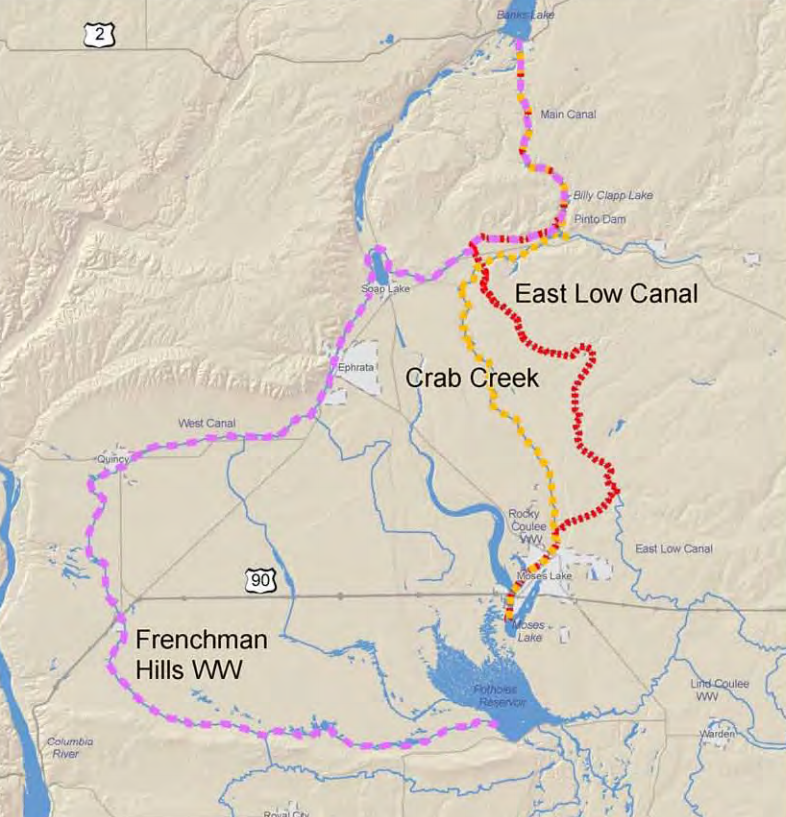 Banks Lake
2
Main Canal
Billy Clapp Lake
Pinto Dam
Soap Lake
East Low Canal
Ephrata
Crab Creek
West Canal
Quincy
Rocky
Coulee
WW
East Low Canal
90
Moses Lake
Moses
Lake
Frenchman
Hills WW
Potholes
Reservoir
Lind Coulee
WW
Warden
Columbia
River
Royal City